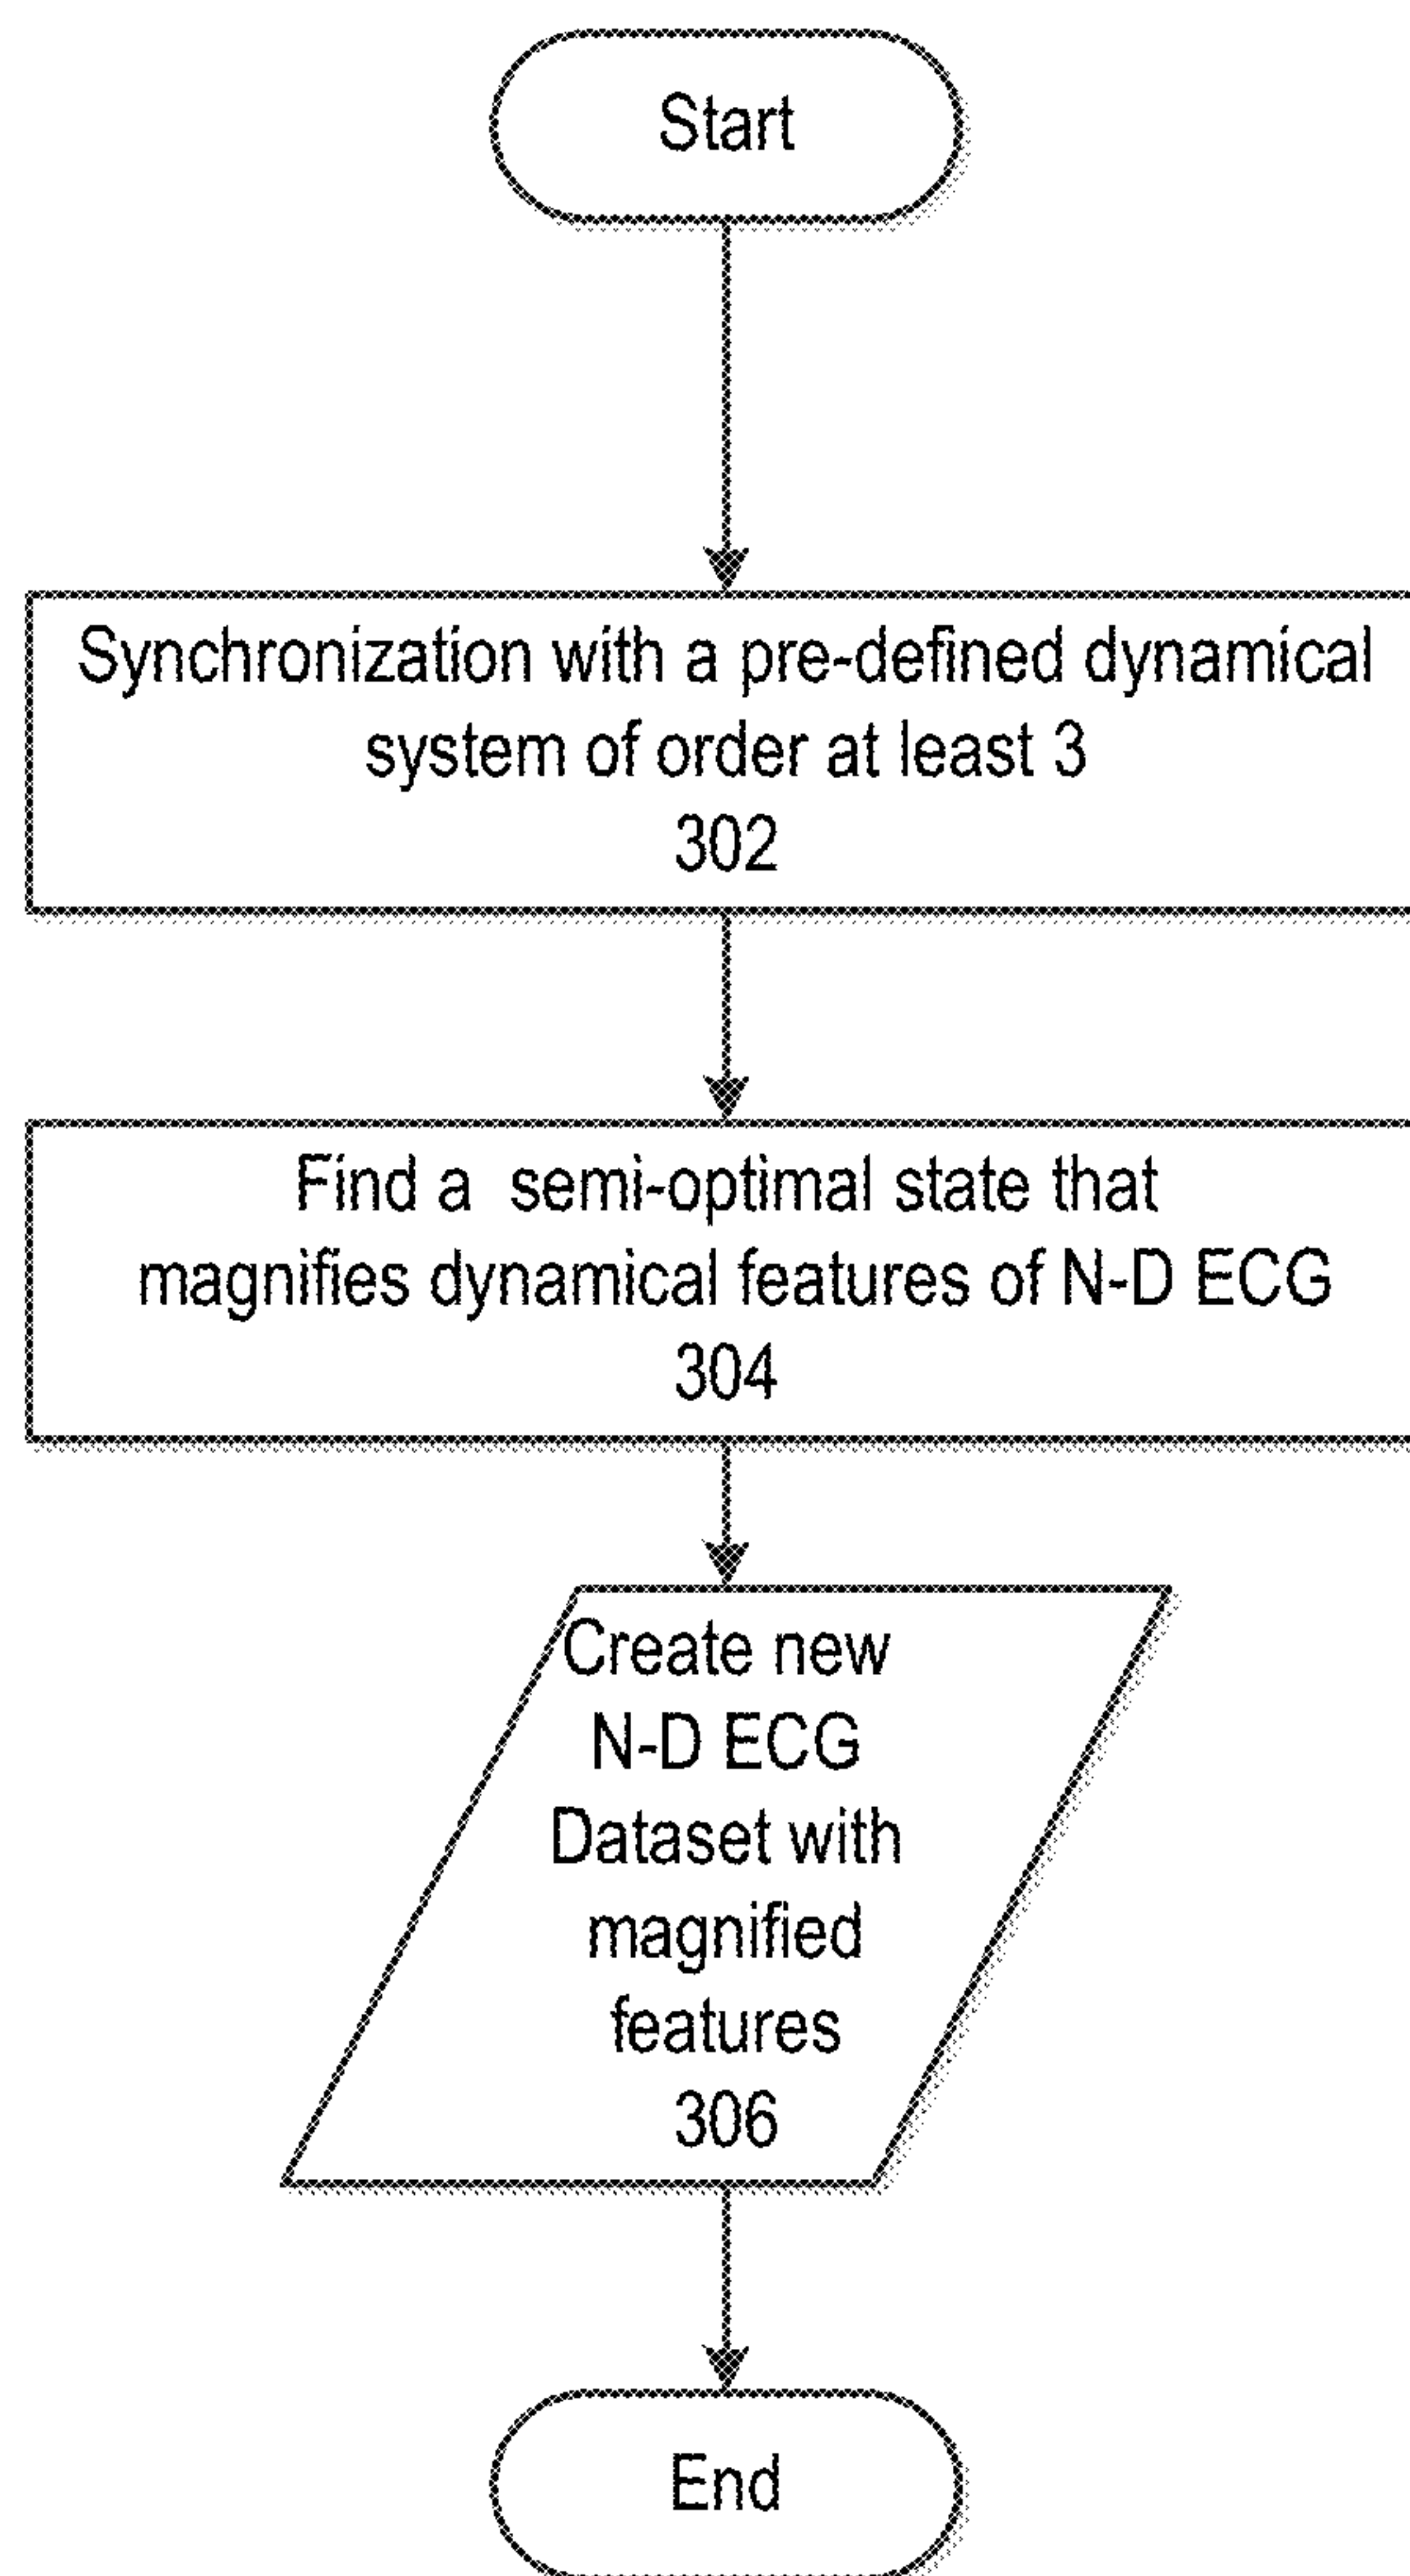 Start
Synchronization with a pre-defined dynamical
system of order at least 3
302
Find a semi-optimal state that
magnifies dynamical features of N-D ECG
304
Create new
N-D ECG
Dataset with
magnified
features
306
End